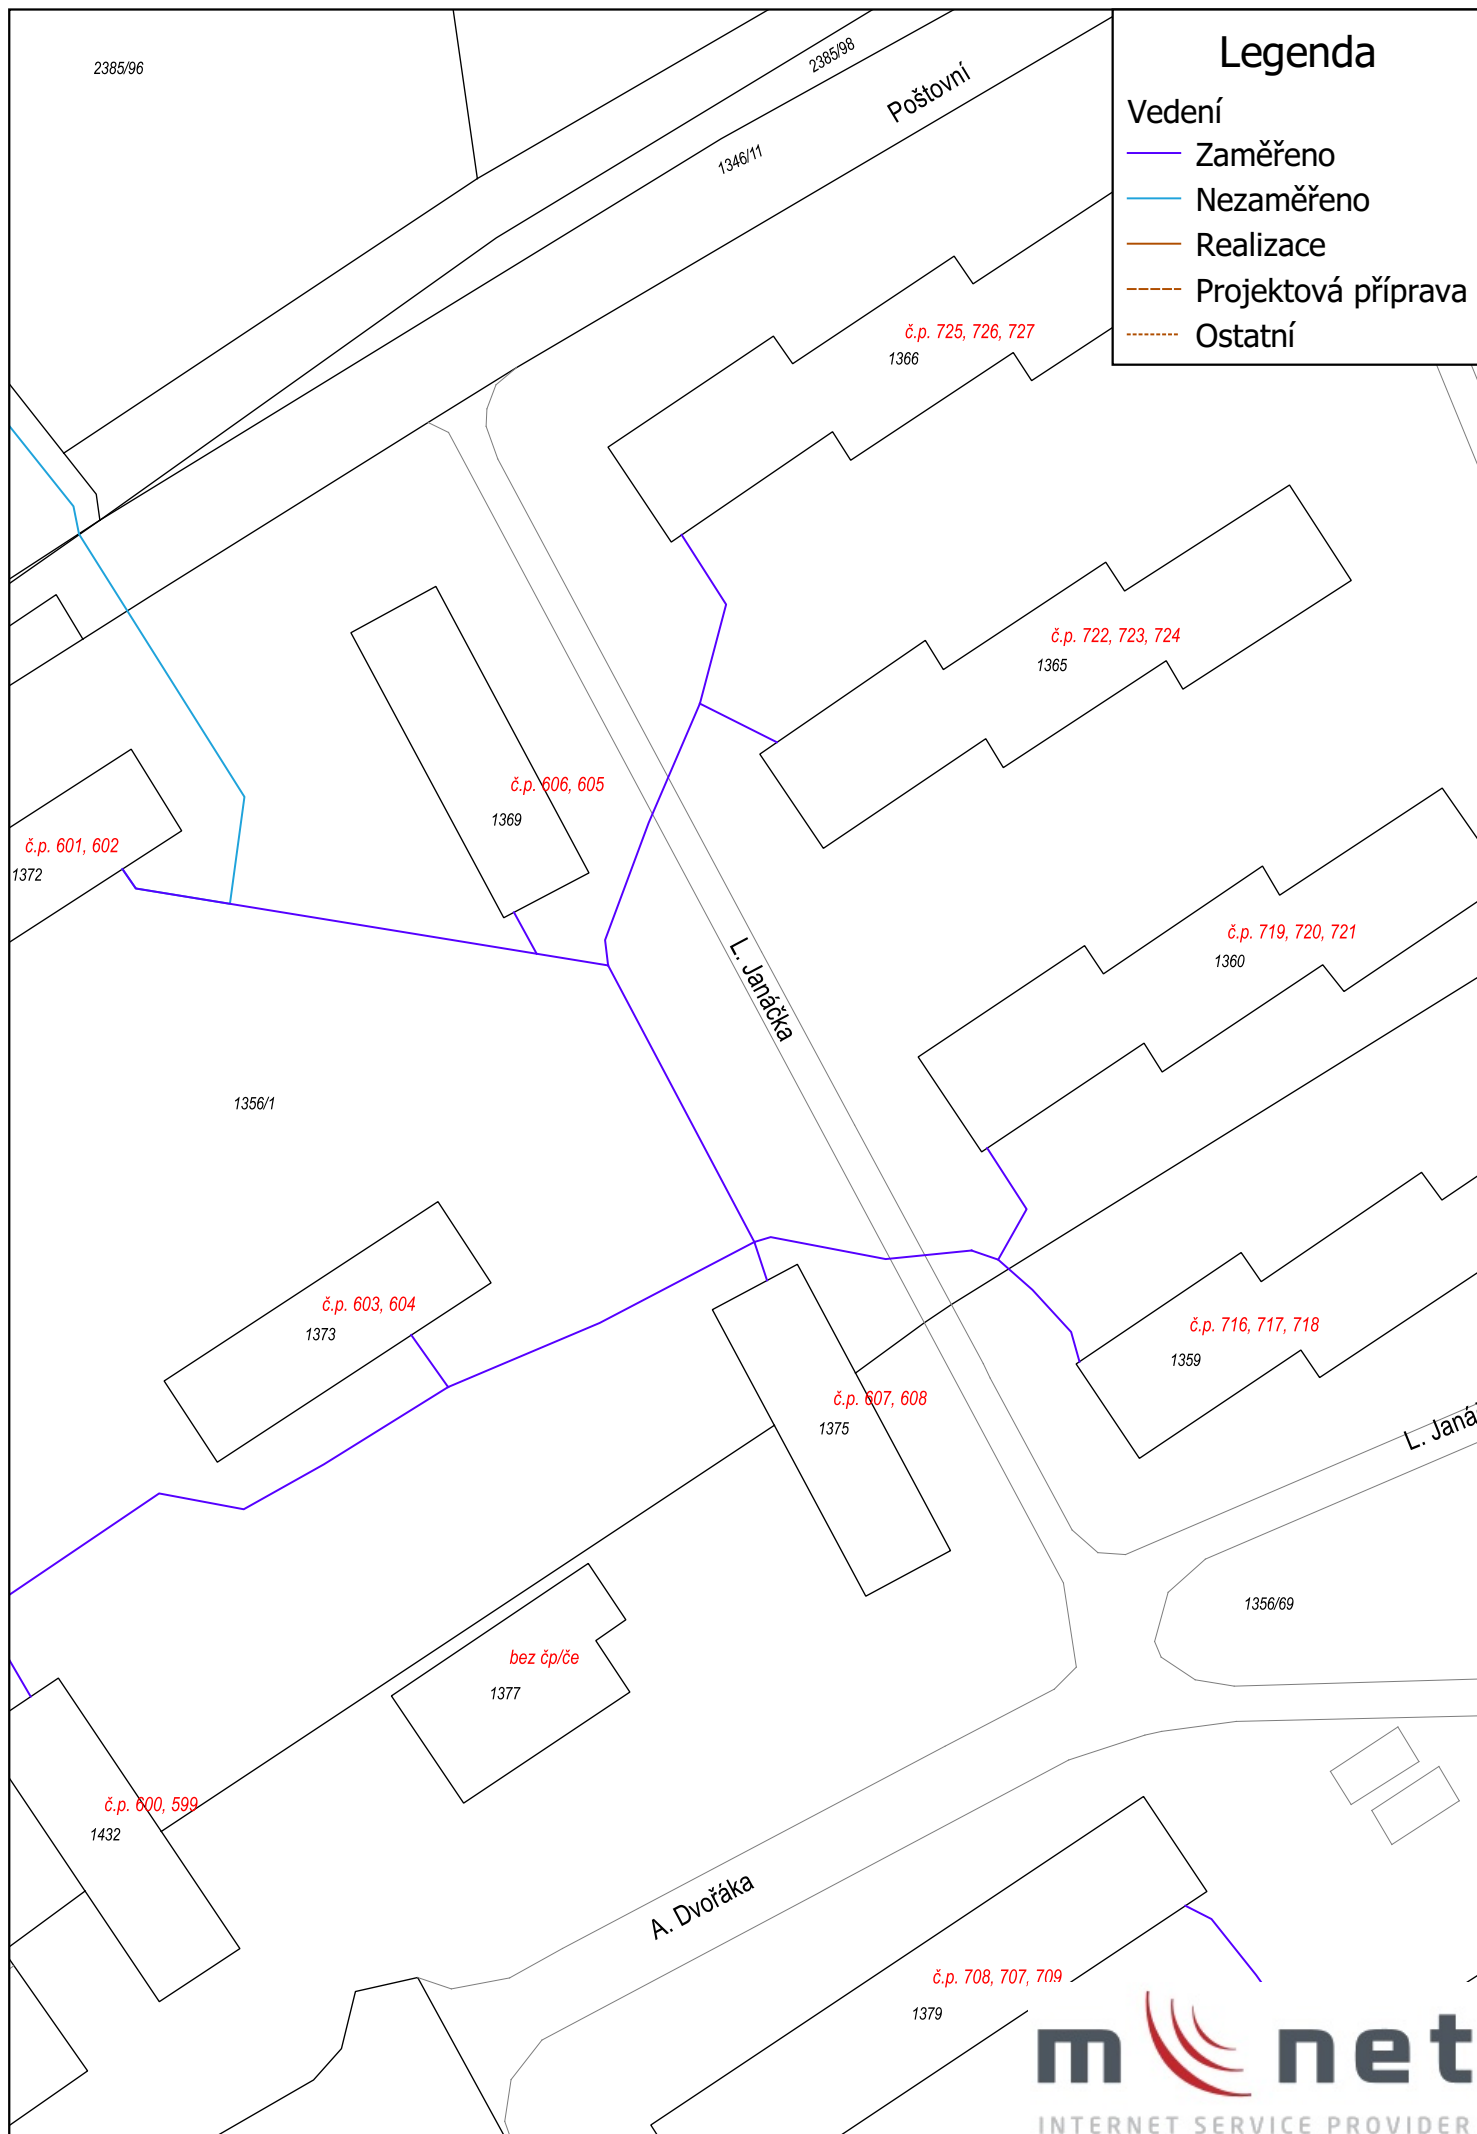 2385/96
2385/98
Poštovní
1346/11
Legenda
Vedení
Zaměřeno
Nezaměřeno
Realizace
Projektová příprava
Ostatní
č.p. 725, 726, 727
1366
č.p. 722, 723, 724
1365
č.p. 606, 605
1369
č.p. 601, 602
1372
č.p. 719, 720, 721
1360
L. Janáčka
1356/1
č.p. 603, 604
1373
č.p. 716, 717, 718
1359
č.p. 607, 608
1375
L. Janá
1356/69
bez čp/če
1377
č.p. 600, 599
1432
A. Dvořáka
č.p. 708, 707, 709
1379
m net
INTERNET SERVICE PROVIDER